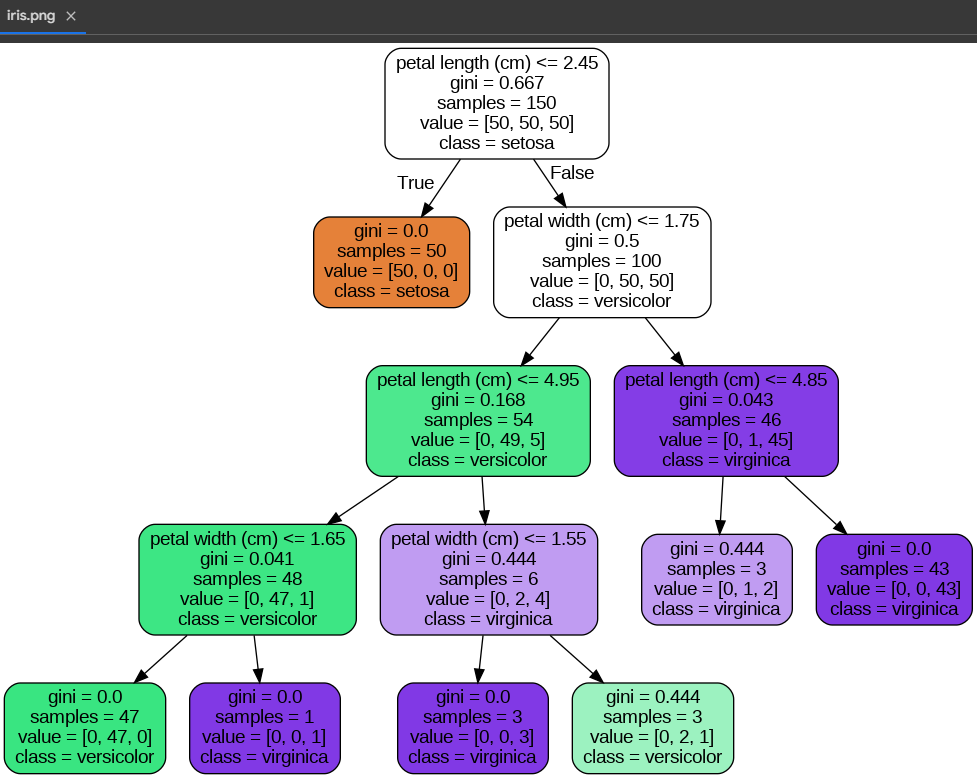 iris.png ×
petal length (cm) <= 2.45
gini = 0.667
samples = 150
value = [50, 50, 50]
class = setosa
True
False
gini = 0.0
samples = 50
value = [50, 0, 0]
class = setosa
petal width (cm) <= 1.75
gini = 0.5
samples = 100
value = [0, 50, 50]
class = versicolor
petal length (cm) <= 4.95
gini = 0.168
samples = 54
value = [0, 49, 5]
class = versicolor
petal length (cm) <= 4.85
gini = 0.043
samples = 46
value = [0, 1, 45]
class = virginica
petal width (cm) <= 1.65
gini = 0.041
samples = 48
value = [0, 47, 1]
class = versicolor
petal width (cm) <= 1.55
gini = 0.444
samples = 6
value = [0, 2, 4]
class = virginica
gini = 0.444
samples = 3
value = [0, 1, 2]
class = virginica
gini = 0.0
samples = 43
value = [0, 0, 43]
class = virginica
gini = 0.0
samples = 47
value = [0, 47, 0]
class = versicolor
gini = 0.0
samples = 1
value = [0, 0, 1]
class = virginica
gini = 0.0
samples = 3
value = [0, 0, 3]
class = virginica
gini = 0.444
samples = 3
value = [0, 2, 1]
class = versicolor